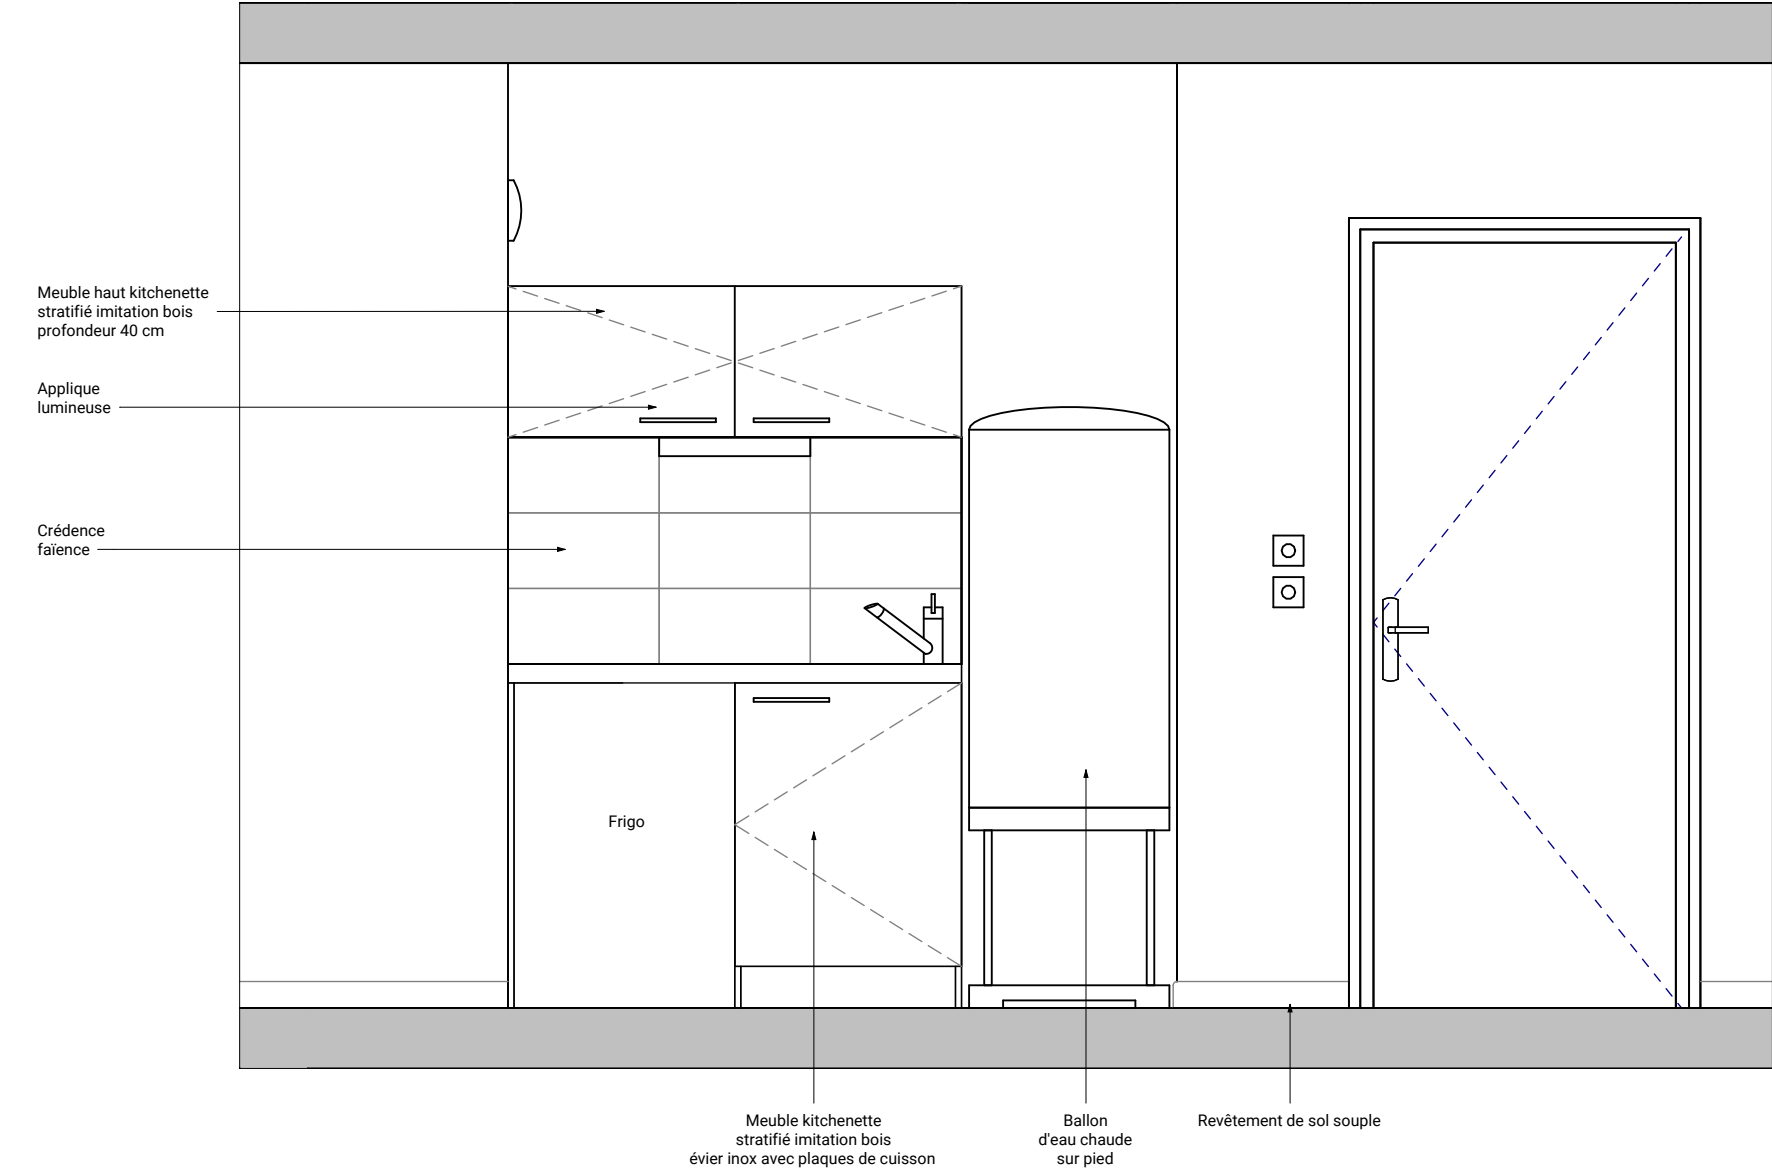 Meuble haut kitchenette
stratifié imitation bois
profondeur 40 cm
Applique
lumineuse
Crédence
faïence
Frigo
Meuble kitchenette
stratifié imitation bois
évier inox avec plaques de cuisson
Ballon
d'eau chaude
sur pied
Revêtement de sol souple